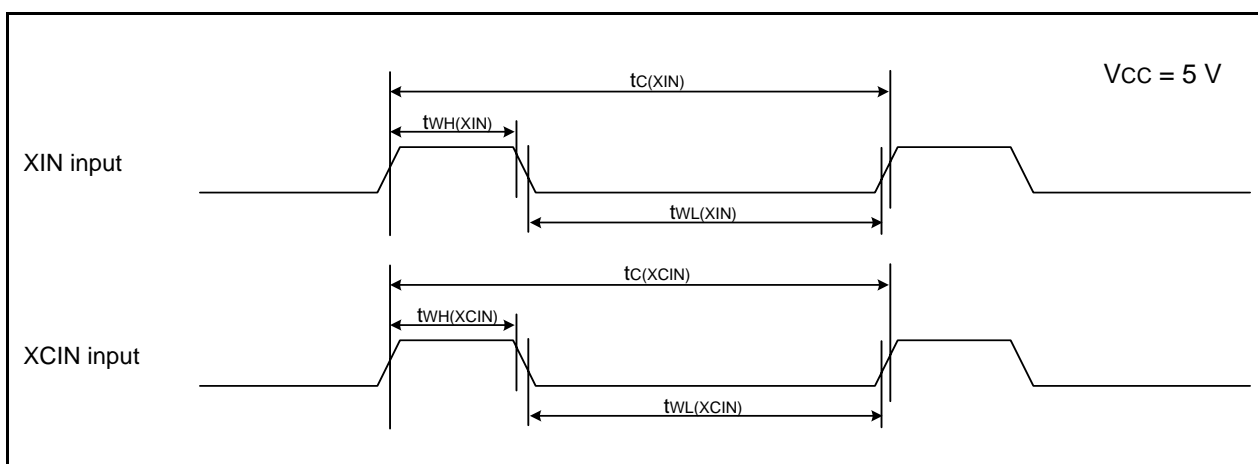 VCC = 5 V
tC(XIN)
tWH(XIN)
XIN input
tWL(XIN)
tC(XCIN)
tWH(XCIN)
XCIN input
tWL(XCIN)